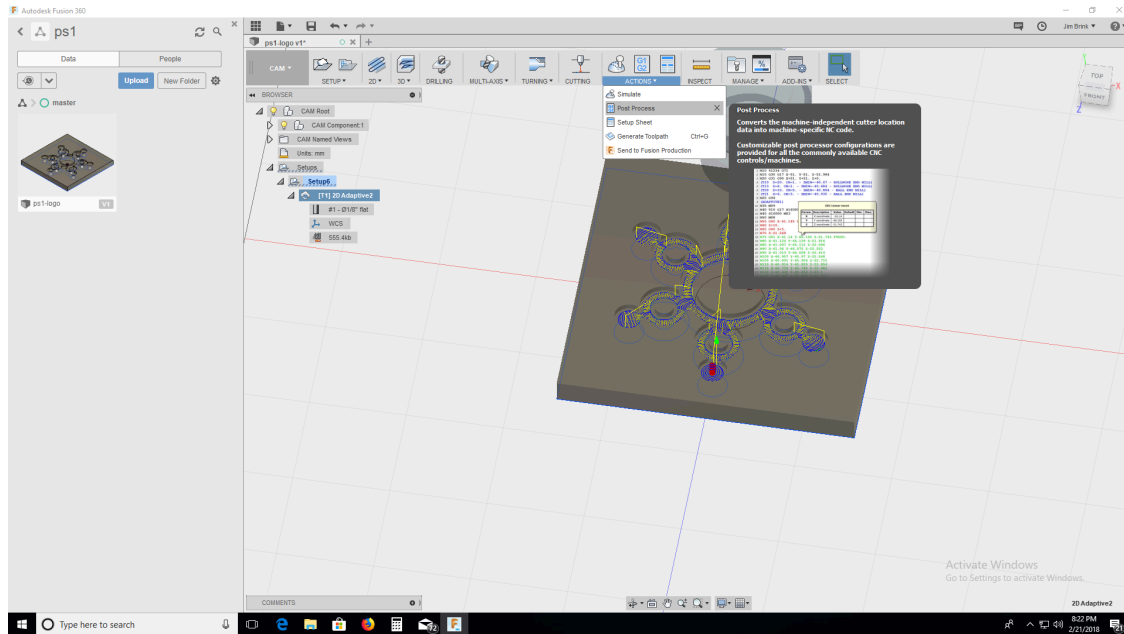 Autodesk Fusion 360
ps1
Jim Brink
ps1-logo v1*
Data
People
Upload
New Folder
master
ps1-logo
V1
CAM
SETUP
2D
3D
DRILLING
MULTI-AXIS
TURNING
CUTTING
ACTIONS
INSPECT
MANAGE
ADD-INS
SELECT
G1
G2
BROWSER
CAM Root
CAM Component:1
CAM Named Views
Units: mm
Setups
Setup6
[T1] 2D Adaptive2
#1 - Ø1/8" flat
WCS
555.4kb
Simulate
Post Process
Setup Sheet
Generate Toolpath Ctrl+G
Send to Fusion Production
Post Process
Converts the machine-independent cutter location
data into machine-specific NC code.
Customizable post processor configurations are
provided for all the commonly available CNC
controls/machines.
TOP
FRONT
X
Z
Activate Windows
Go to Settings to activate Windows.
COMMENTS
2D Adaptive2
Type here to search
8:22 PM
2/21/2018